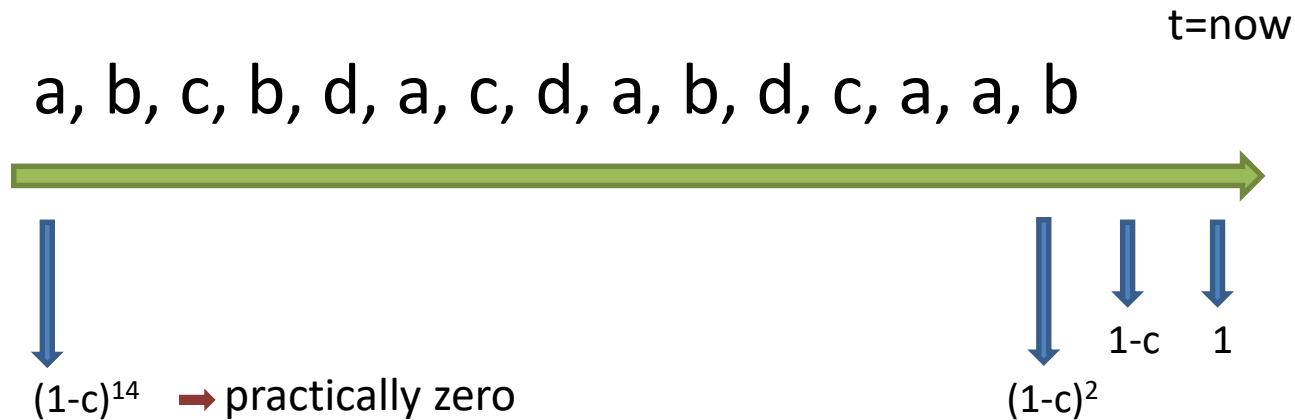 t=now
a, b, c, b, d, a, c, d, a, b, d, c, a, a, b
1-c 1
(1-c)¹⁴ practically zero (1-c)²